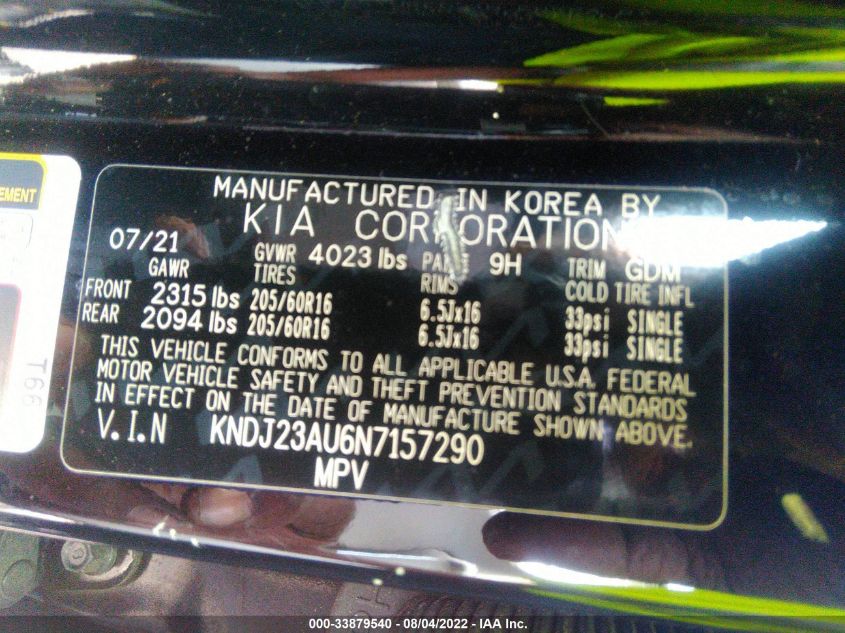 EMENT
T66
MANUFACTURED IN KOREA BY
KIA CORPORATION
07/21 GVWR 4023 lbs 9H TRIM GDM
GAWR TIRES RIMS COLD TIRE INFL
FRONT 2315 lbs 205/60R16 6.5Jx16 33psi SINGLE
REAR 2094 lbs 205/60R16 6.5Jx16 33psi SINGLE
THIS VEHICLE CONFORMS TO ALL APPLICABLE U.S.A. FEDERAL
MOTOR VEHICLE SAFETY AND THEFT PREVENTION STANDARDS
IN EFFECT ON THE DATE OF MANUFACTURE SHOWN ABOVE.
V.I.N KNDJ23AU6N7157290
MPV
000-33879540 - 08/04/2022 - IAA Inc.